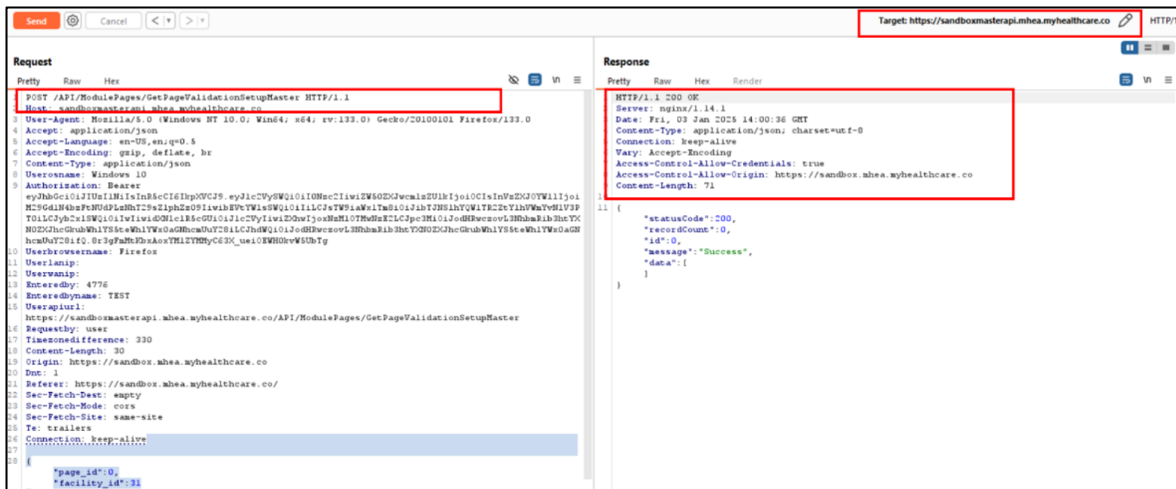 Send
Cancel
Target: https://sandboxmasterapi.mhea.myhealthcare.co
HTTP/1
Request
Pretty Raw Hex
1 POST /API/ModulePages/GetPageValidationSetupMaster HTTP/1.1
2 Host: sandboxmasterapi.mhea.myhealthcare.co
3 User-Agent: Mozilla/5.0 (Windows NT 10.0; Win64; x64; rv:133.0) Gecko/20100101 Firefox/133.0
4 Accept: application/json
5 Accept-Language: en-US,en;q=0.5
6 Accept-Encoding: gzip, deflate, br
7 Content-Type: application/json
8 Userosname: Windows 10
9 Authorization: Bearer
10 Userbrowsername: Firefox
11 Userlanip:
12 Userwanip:
13 Enteredby: 4776
14 Enteredbyname: TEST
15 Userapiurl:
https://sandboxmasterapi.mhea.myhealthcare.co/API/ModulePages/GetPageValidationSetupMaster
16 Requestby: user
17 Timezonedifference: 330
18 Content-Length: 30
19 Origin: https://sandbox.mhea.myhealthcare.co
20 Dnt: 1
21 Referer: https://sandbox.mhea.myhealthcare.co/
22 Sec-Fetch-Dest: empty
23 Sec-Fetch-Mode: cors
24 Sec-Fetch-Site: same-site
25 Te: trailers
26 Connection: keep-alive
27
28 {
"page_id":0,
"facility_id":31
Response
Pretty Raw Hex Render
HTTP/1.1 200 OK
Server: nginx/1.14.1
Date: Fri, 03 Jan 2025 14:00:36 GMT
Content-Type: application/json; charset=utf-8
Connection: keep-alive
Vary: Accept-Encoding
Access-Control-Allow-Credentials: true
Access-Control-Allow-Origin: https://sandbox.mhea.myhealthcare.co
Content-Length: 71
11 {
"statusCode":200,
"recordCount":0,
"id":0,
"message":"Success",
"data":[
]
}